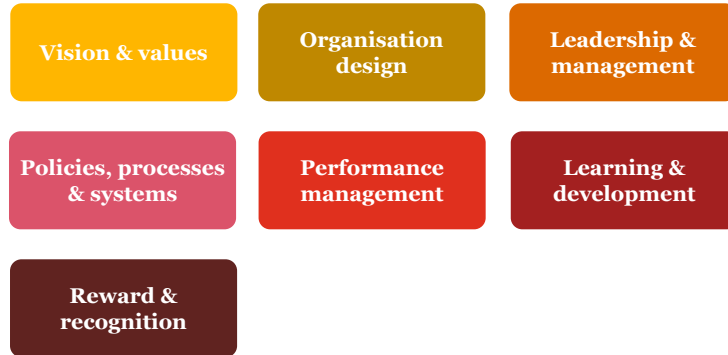 Vision & values
Organisation
design
Leadership &
management
Policies, processes
& systems
Performance
management
Learning &
development
Reward &
recognition